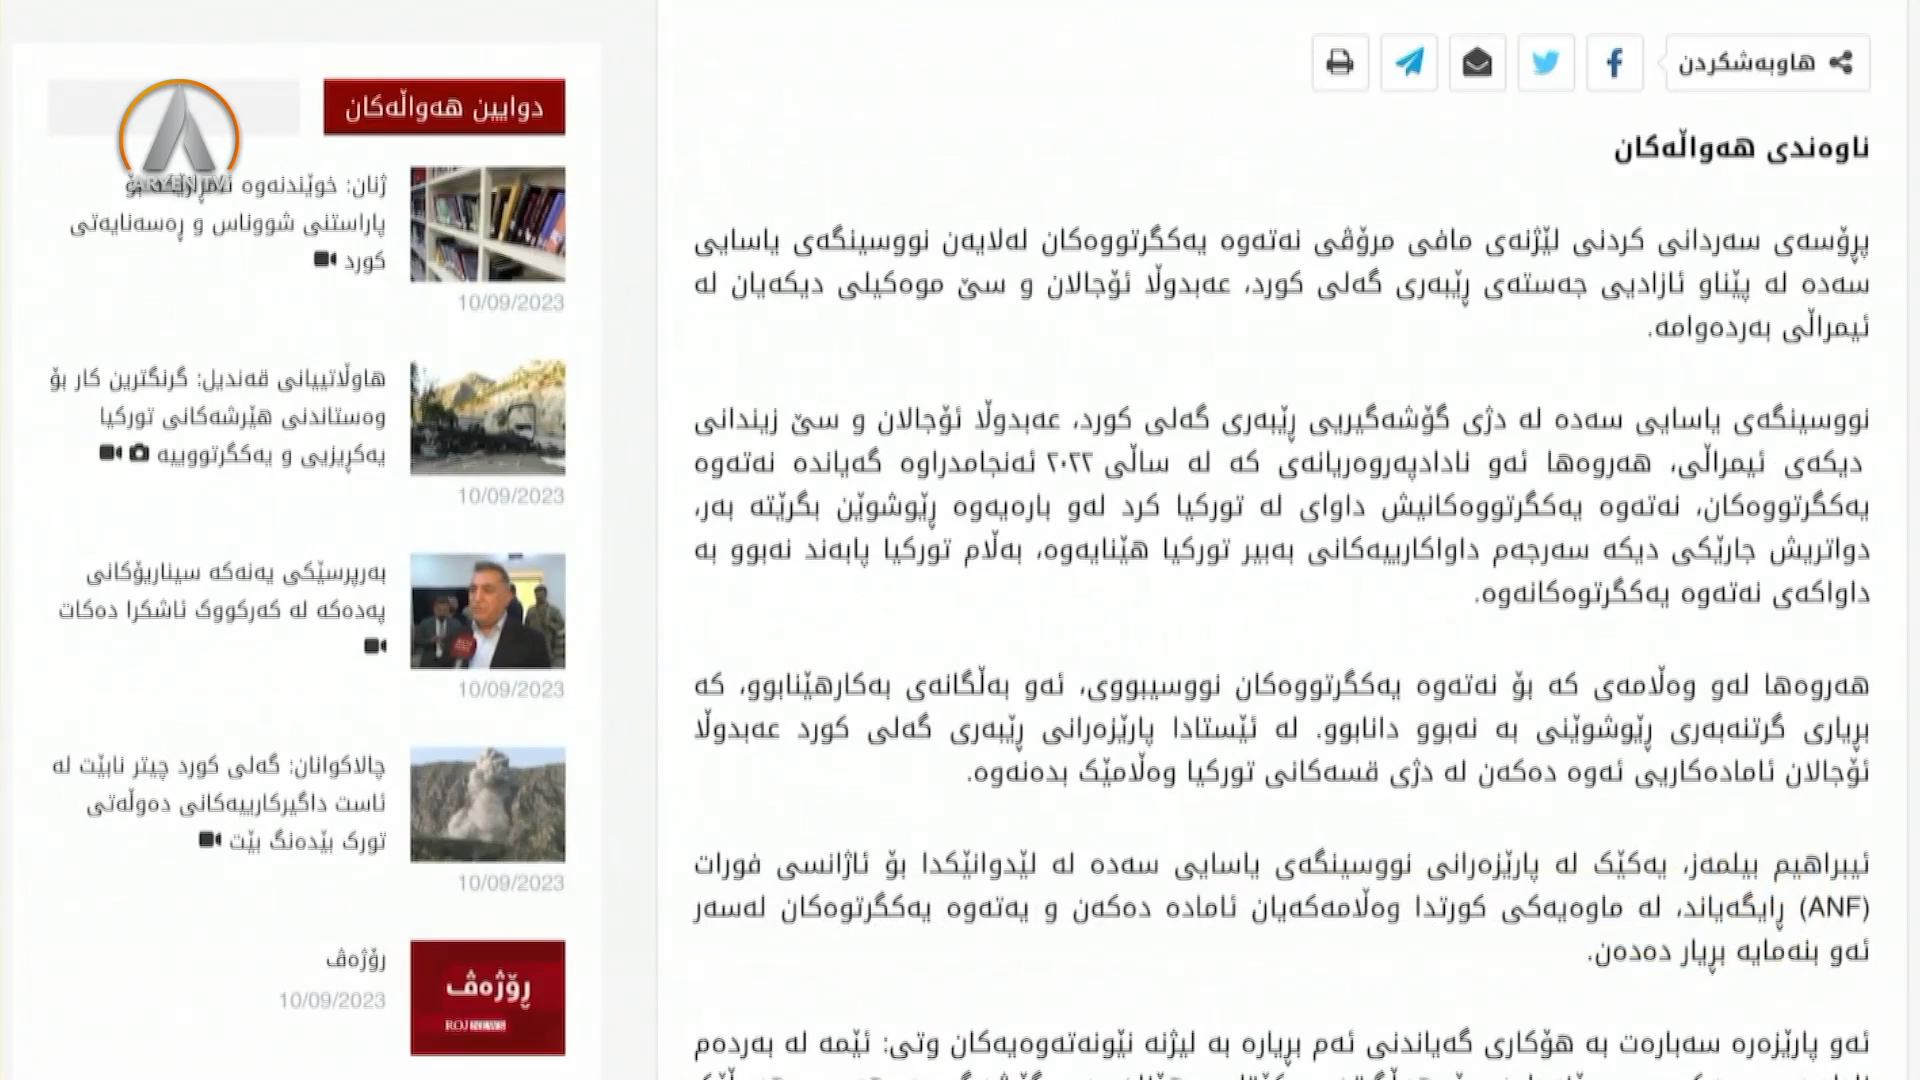 هاوبەشکردن
ناوەندی هەواڵەکان
پڕۆسەی سەردانی کردنی لێژنەی مافی مرۆڤی نەتەوە یەکگرتووەکان لەلایەن نووسینگەی یاسایی
سەدە لە پێناو ئازادیی جەستەی ڕێبەری گەلی کورد، عەبدوڵا ئۆجالان و سێ موەکیلی دیکەیان لە
ئیمراڵی بەردەوامە.
نووسینگەی یاسایی سەدە لە دژی گۆشەگیریی ڕێبەری گەلی کورد، عەبدوڵا ئۆجالان و سێ زیندانی
دیکەی ئیمراڵی، هەروەها ئەو نادادپەروەریانەی کە لە ساڵی ٢٠٢٢ ئەنجامدراوە گەیاندە نەتەوە
یەکگرتووەکان، نەتەوە یەکگرتووەکانیش داوای لە تورکیا کرد لەو بارەیەوە ڕێوشوێن بگرێتە بەر،
دواتریش جارێکی دیکە سەرجەم داواکارییەکانی بەبیر تورکیا هێنایەوە، بەڵام تورکیا پابەند نەبوو بە
داواکەی نەتەوە یەکگرتوەکانەوە.
هەروەها لەو وەڵامەی کە بۆ نەتەوە یەکگرتووەکان نووسیبووی، ئەو بەڵگانەی بەکارهێنابوو، کە
بڕیاری گرتنەبەری ڕێوشوێنی بە نەبوو دانابوو. لە ئێستادا پارێزەرانی ڕێبەری گەلی کورد عەبدوڵا
ئۆجالان ئامادەکاریی ئەوە دەکەن لە دژی قسەکانی تورکیا وەڵامێک بدەنەوە.
ئیبراهیم بیلمەز، یەکێک لە پارێزەرانی نووسینگەی یاسایی سەدە لە لێدوانێکدا بۆ ئاژانسی فورات
(ANF) ڕایگەیاند، لە ماوەیەکی کورتدا وەڵامەکەیان ئامادە دەکەن و یەتەوە یەکگرتوەکان لەسەر
ئەو بنەمایە بڕیار دەدەن.
ئەو پارێزەرە سەبارەت بە هۆکاری گەیاندنی ئەم بڕیارە بە لیژنە نێونەتەوەیەکان وتی: ئێمە لە بەردەم
دوایین هەواڵەکان
ژنان: خوێندنەوە ئامرازێکە بۆ
پاراستنی شووناس و ڕەسەنایەتی
کورد
10/09/2023
هاوڵاتییانی قەندیل: گرنگترین کار بۆ
وەستاندنی هێرشەکانی تورکیا
یەکڕیزیی و یەکگرتووییە
10/09/2023
بەرپرسێکی یەنەکە سیناریۆکانی
پەدەکە لە کەرکووک ئاشکرا دەکات
10/09/2023
چالاکوانان: گەلی کورد چیتر نابێت لە
ئاست داگیرکارییەکانی دەوڵەتی
تورک بێدەنگ بێت
10/09/2023
رۆژەڤ
10/09/2023
ڕۆژەڤ
ROJNEWS
ARYEN TV